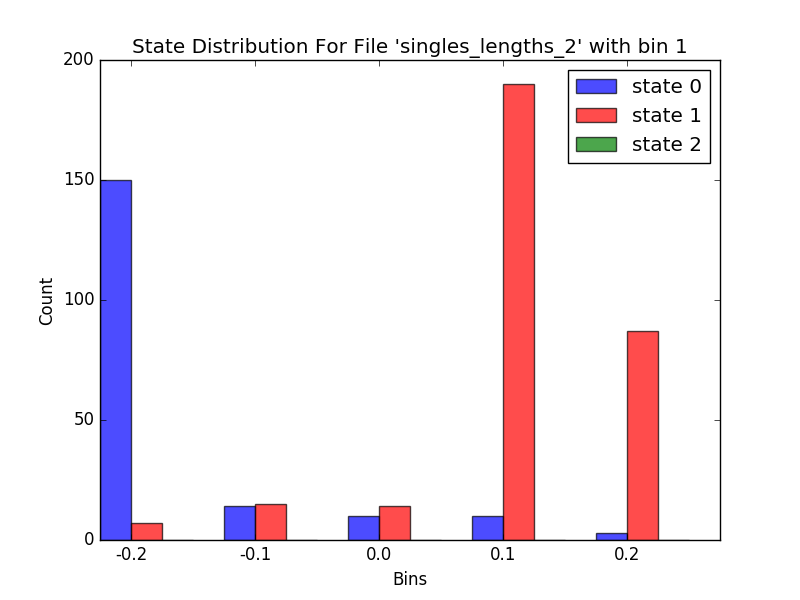 State Distribution For File 'singles_lengths_2' with bin 1
200
150
100
50
0
Count
state 0
state 1
state 2
-0.2
-0.1
0.0
0.1
0.2
Bins